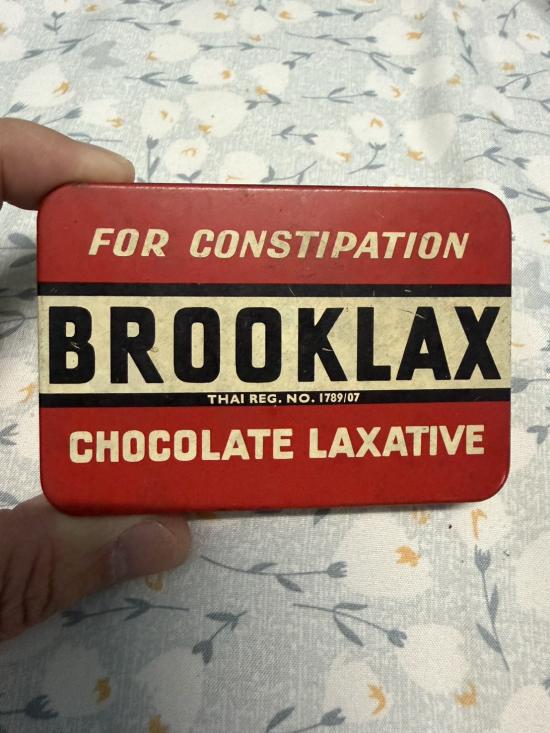 FOR CONSTIPATION
BROOKLAX
THAI REG. NO. 1789/07
CHOCOLATE LAXATIVE